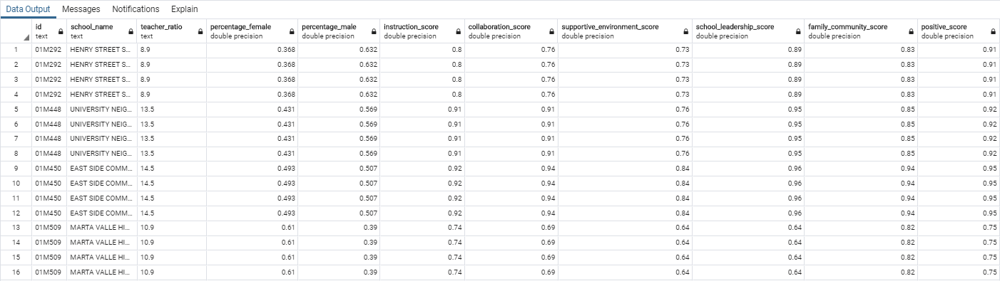 Data Output Messages Notifications Explain
id school_name teacher_ratio percentage_female percentage_male instruction_score collaboration_score supportive_environment_score school_leadership_score family_community_score positive_score
text text text double precision double precision double precision double precision double precision double precision double precision double precision
1 01M292 HENRY STREET S... 8.9 0.368 0.632 0.8 0.76 0.73 0.89 0.83 0.91
2 01M292 HENRY STREET S... 8.9 0.368 0.632 0.8 0.76 0.73 0.89 0.83 0.91
3 01M292 HENRY STREET S... 8.9 0.368 0.632 0.8 0.76 0.73 0.89 0.83 0.91
4 01M292 HENRY STREET S... 8.9 0.368 0.632 0.8 0.76 0.73 0.89 0.83 0.91
5 01M448 UNIVERSITY NEIG... 13.5 0.431 0.569 0.91 0.91 0.76 0.95 0.85 0.92
6 01M448 UNIVERSITY NEIG... 13.5 0.431 0.569 0.91 0.91 0.76 0.95 0.85 0.92
7 01M448 UNIVERSITY NEIG... 13.5 0.431 0.569 0.91 0.91 0.76 0.95 0.85 0.92
8 01M448 UNIVERSITY NEIG... 13.5 0.431 0.569 0.91 0.91 0.76 0.95 0.85 0.92
9 01M450 EAST SIDE COMM... 14.5 0.493 0.507 0.92 0.94 0.84 0.96 0.94 0.95
10 01M450 EAST SIDE COMM... 14.5 0.493 0.507 0.92 0.94 0.84 0.96 0.94 0.95
11 01M450 EAST SIDE COMM... 14.5 0.493 0.507 0.92 0.94 0.84 0.96 0.94 0.95
12 01M450 EAST SIDE COMM... 14.5 0.493 0.507 0.92 0.94 0.84 0.96 0.94 0.95
13 01M509 MARTA VALLE HI... 10.9 0.61 0.39 0.74 0.69 0.64 0.64 0.82 0.75
14 01M509 MARTA VALLE HI... 10.9 0.61 0.39 0.74 0.69 0.64 0.64 0.82 0.75
15 01M509 MARTA VALLE HI... 10.9 0.61 0.39 0.74 0.69 0.64 0.64 0.82 0.75
16 01M509 MARTA VALLE HI... 10.9 0.61 0.39 0.74 0.69 0.64 0.64 0.82 0.75